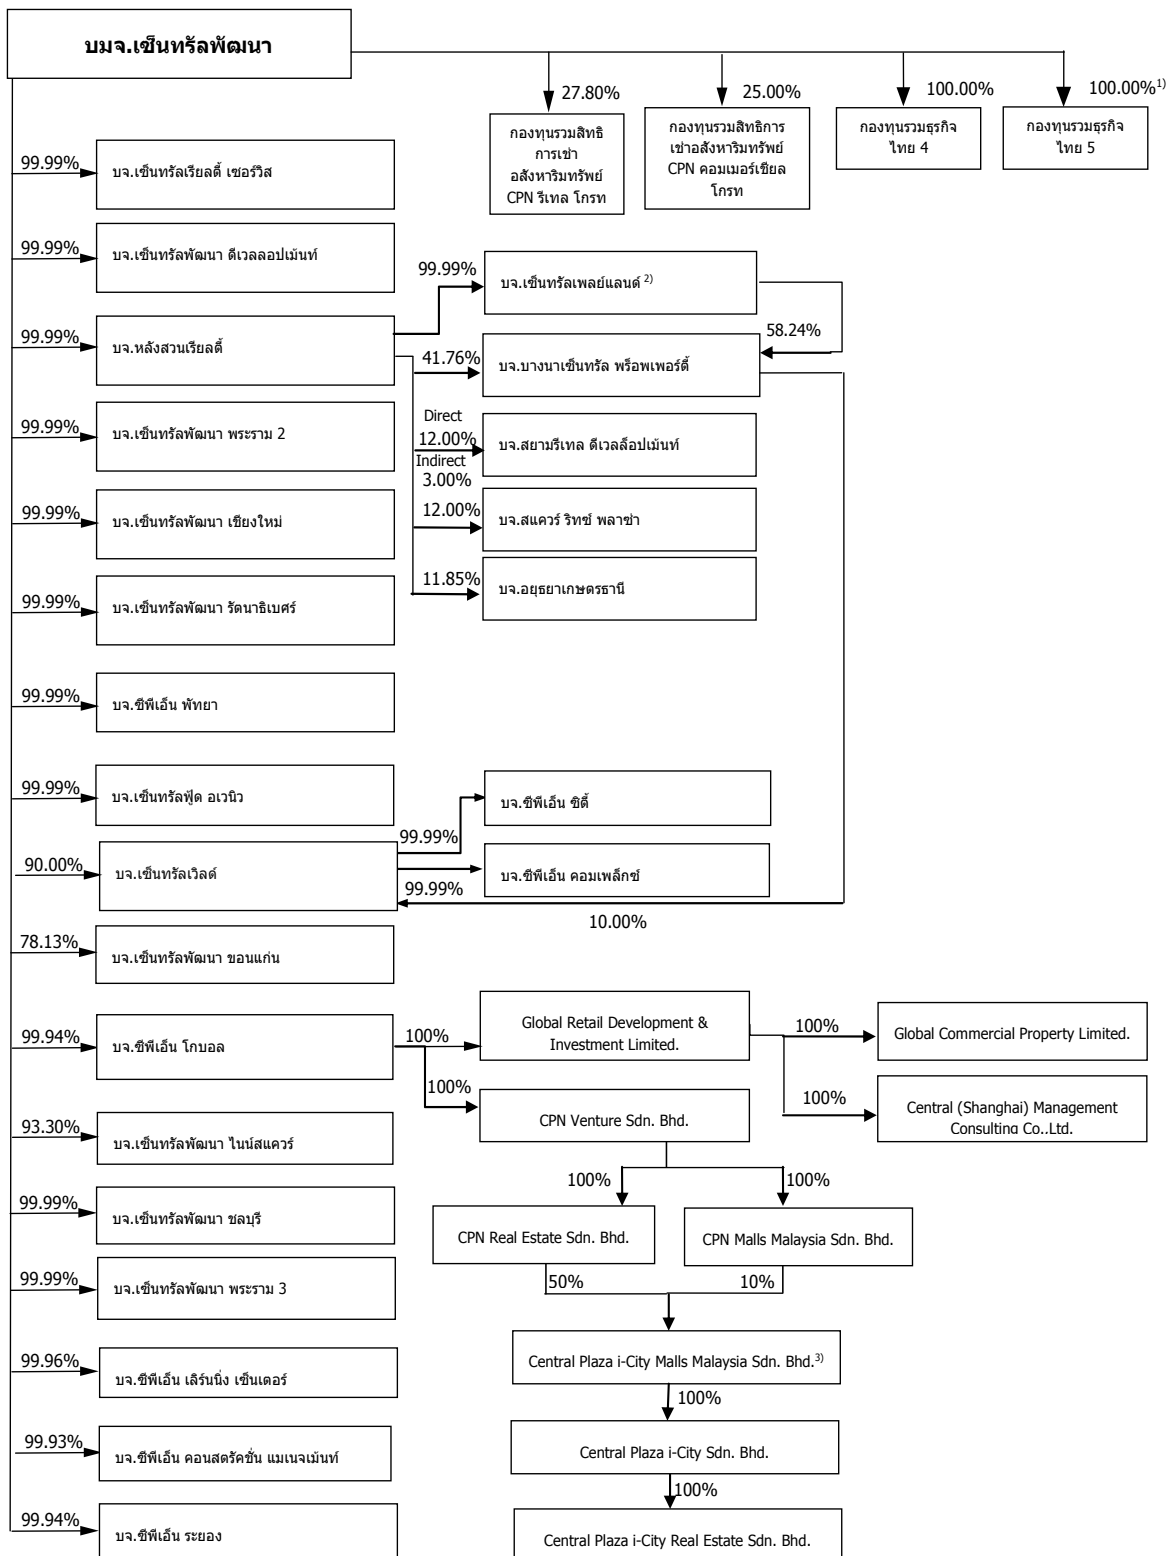 บมจ.เซ็นทรัลพัฒนา
27.80%
25.00%
100.00%
100.00%1)
กองทุนรวมสิทธิ
การเช่า
อสังหาริมทรัพย์
CPN รีเทล โกรท
กองทุนรวมสิทธิการ
เช่าอสังหาริมทรัพย์
CPN คอมเมอร์เชียล
โกรท
กองทุนรวมธุรกิจ
ไทย 4
กองทุนรวมธุรกิจ
ไทย 5
99.99%
บจ.เซ็นทรัลเรียลตี้ เซอร์วิส
99.99%
บจ.เซ็นทรัลพัฒนา ดีเวลลอปเม้นท์
99.99%
บจ.เซ็นทรัลเพลย์แลนด์ 2)
99.99%
บจ.หลังสวนเรียลตี้
58.24%
41.76%
บจ.บางนาเซ็นทรัล พร็อพเพอร์ตี้
99.99%
บจ.เซ็นทรัลพัฒนา พระราม 2
Direct
12.00%
Indirect
3.00%
บจ.สยามรีเทล ดีเวลล็อปเม้นท์
99.99%
บจ.เซ็นทรัลพัฒนา เชียงใหม่
12.00%
บจ.สแควร์ ริทซ์ พลาซ่า
99.99%
บจ.เซ็นทรัลพัฒนา รัตนาธิเบศร์
11.85%
บจ.อยุธยาเกษตรธานี
99.99%
บจ.ซีพีเอ็น พัทยา
99.99%
บจ.เซ็นทรัลฟู้ด อเวนิว
บจ.ซีพีเอ็น ซิตี้
99.99%
90.00%
บจ.เซ็นทรัลเวิลด์
บจ.ซีพีเอ็น คอมเพล็กซ์
99.99%
10.00%
78.13%
บจ.เซ็นทรัลพัฒนา ขอนแก่น
99.94%
บจ.ซีพีเอ็น โกบอล
100%
Global Retail Development &
Investment Limited.
100%
Global Commercial Property Limited.
100%
CPN Venture Sdn. Bhd.
100%
Central (Shanghai) Management
Consulting Co.,Ltd.
93.30%
บจ.เซ็นทรัลพัฒนา ไนน์สแควร์
100%
100%
99.99%
บจ.เซ็นทรัลพัฒนา ชลบุรี
CPN Real Estate Sdn. Bhd.
CPN Malls Malaysia Sdn. Bhd.
99.99%
บจ.เซ็นทรัลพัฒนา พระราม 3
50%
10%
99.96%
บจ.ซีพีเอ็น เลิร์นนิ่ง เซ็นเตอร์
Central Plaza i-City Malls Malaysia Sdn. Bhd.3)
100%
99.93%
บจ.ซีพีเอ็น คอนสตรัคชั่น แมเนจเม้นท์
Central Plaza i-City Sdn. Bhd.
100%
99.94%
บจ.ซีพีเอ็น ระยอง
Central Plaza i-City Real Estate Sdn. Bhd.